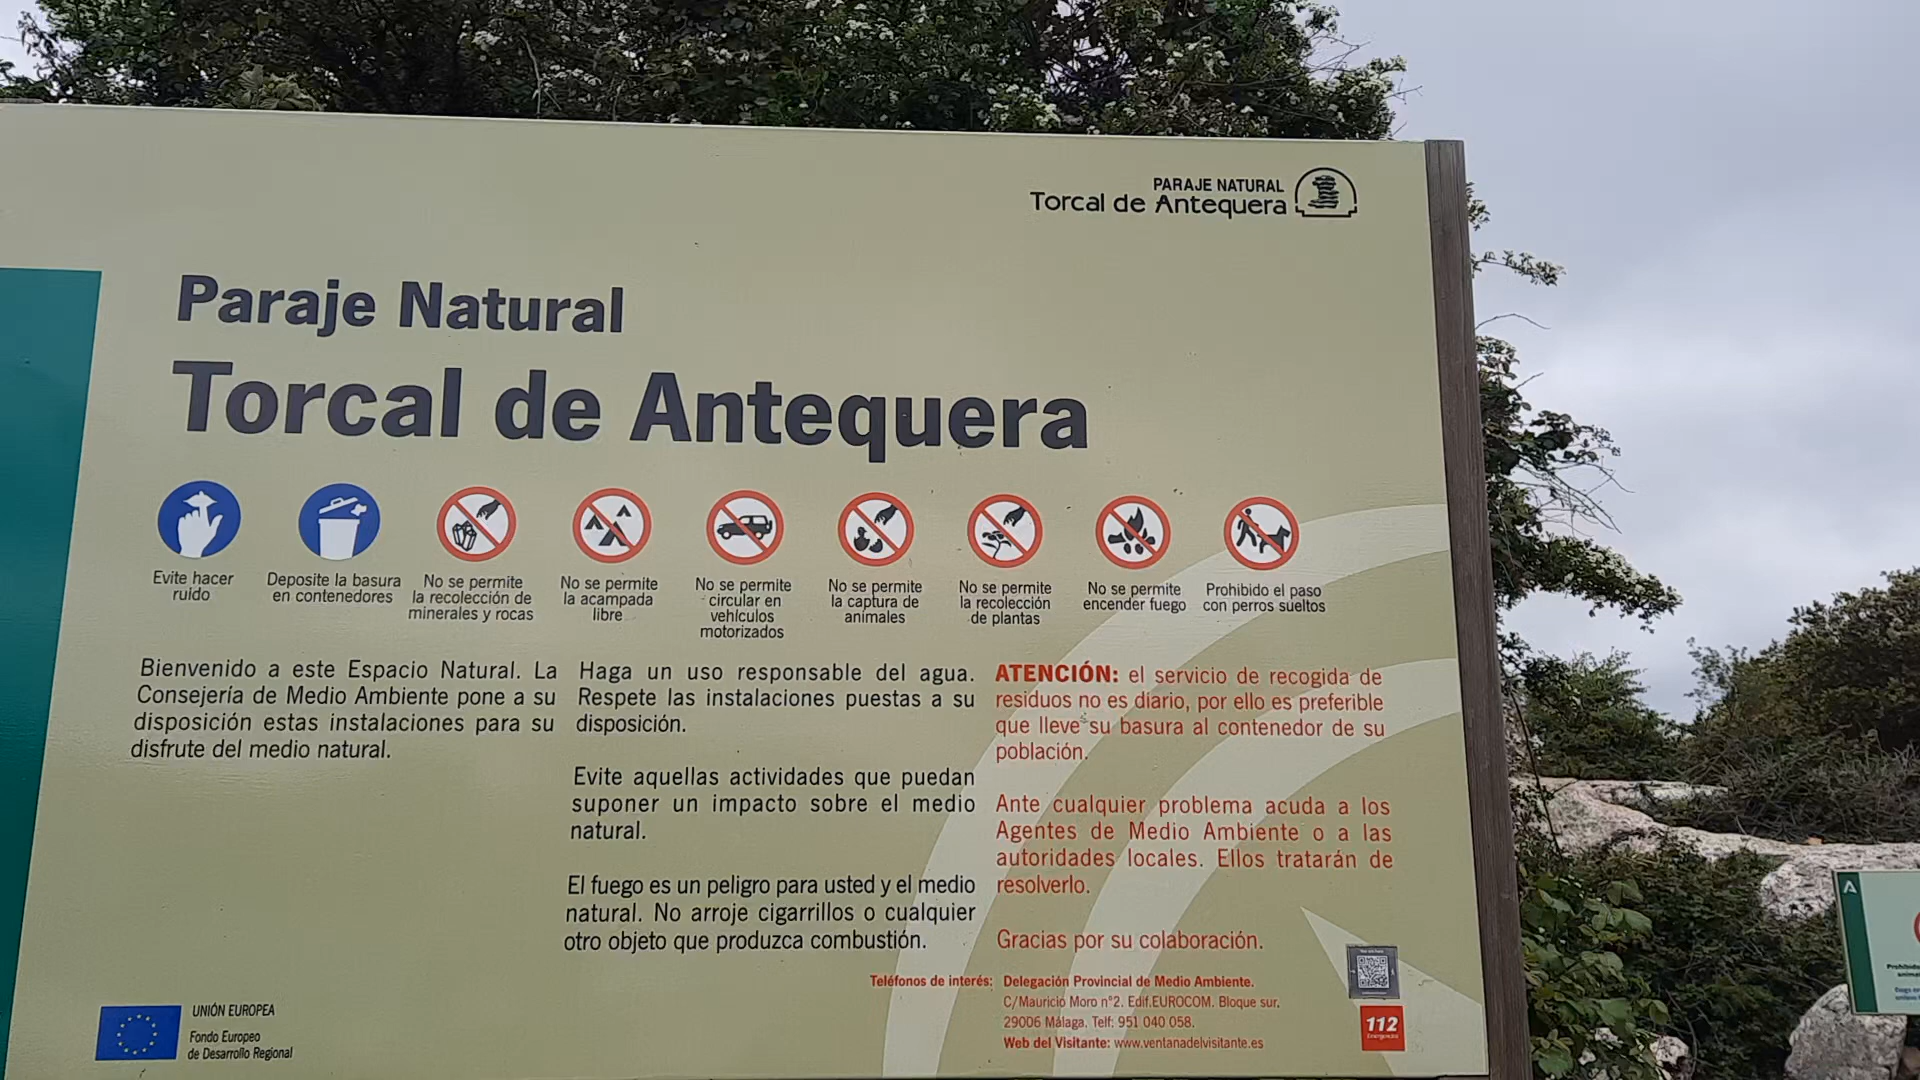 PARAJE NATURAL
Torcal de Antequera
Paraje Natural
Torcal de Antequera
Evite hacer
ruido
Deposite la basura
en contenedores
No se permite
la recolección de
minerales y rocas
No se permite
la acampada
libre
No se permite
circular en
vehículos
motorizados
No se permite
la captura de
animales
No se permite
la recolección
de plantas
No se permite
encender fuego
Prohibido el paso
con perros sueltos
Bienvenido a este Espacio Natural. La
Consejería de Medio Ambiente pone a su
disposición estas instalaciones para su
disfrute del medio natural.
Haga un uso responsable del agua.
Respete las instalaciones puestas a su
disposición.
Evite aquellas actividades que puedan
suponer un impacto sobre el medio
natural.
El fuego es un peligro para usted y el medio
natural. No arroje cigarrillos o cualquier
otro objeto que produzca combustión.
ATENCIÓN: el servicio de recogida de
residuos no es diario, por ello es preferible
que lleve su basura al contenedor de su
población.
Ante cualquier problema acuda a los
Agentes de Medio Ambiente o a las
autoridades locales. Ellos tratarán de
resolverlo.
Gracias por su colaboración.
Teléfonos de interés: Delegación Provincial de Medio Ambiente.
C/Mauricio Moro nº2. Edif.EUROCOM. Bloque sur.
29006 Málaga. Telf: 951 040 058.
Web del Visitante: www.ventanadelvisitante.es
112
Emergencias
UNIÓN EUROPEA
Fondo Europeo
de Desarrollo Regional